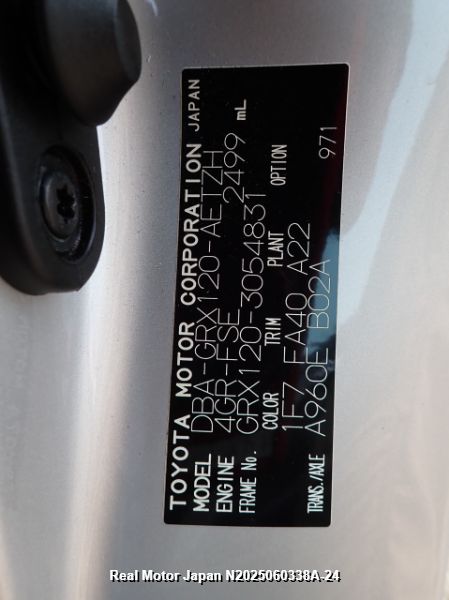 TOYOTA MOTOR CORPORATION JAPAN
MODEL DBA-GRX120-AETZH
ENGINE 4GR-FSE 2499 mL
FRAME No. GRX120-3054831
COLOR TRIM PLANT OPTION
1F7 FA40 A22
TRANS./AXLE A960E B02A 971
Real Motor Japan N2025060338A-24